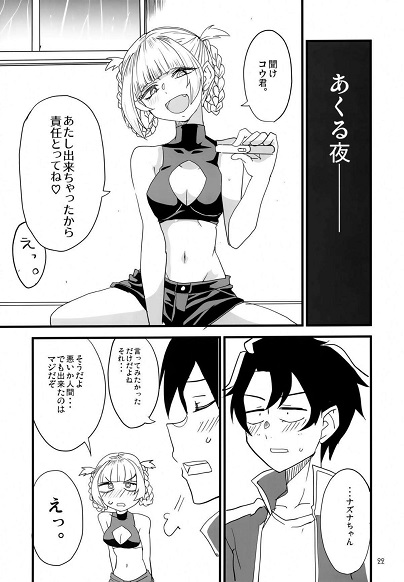 あくる夜――
聞け
コウ君。
あたし出来ちゃったから
責任とってね♡
えっ。
‥ナズナちゃん
言ってみたかった
だけだよね
それ‥
そうだよ
悪いか人間‥
でも出来たのは
マジだぞ
えっ。
22